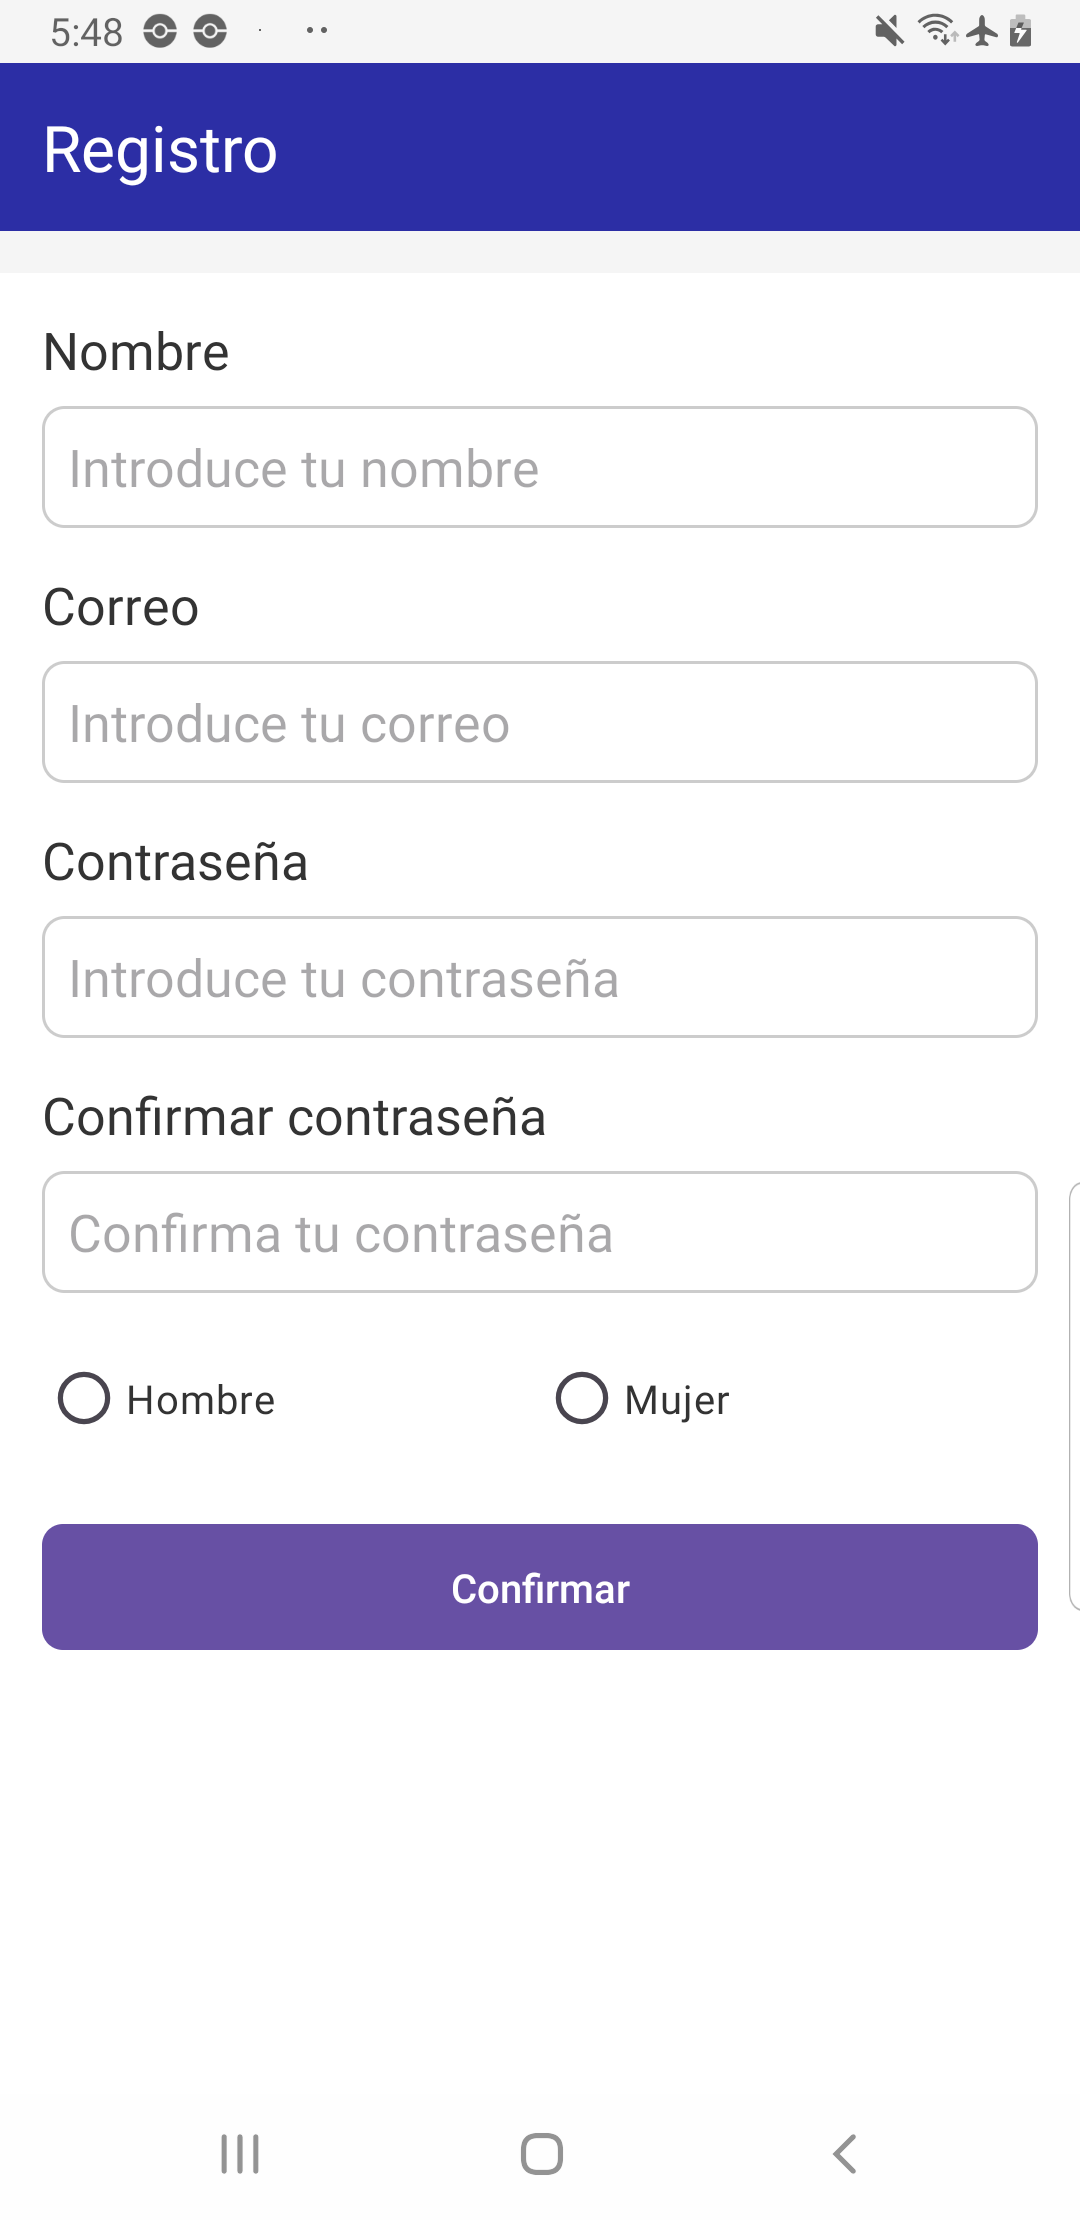 5:48
Registro
Nombre
Introduce tu nombre
Correo
Introduce tu correo
Contraseña
Introduce tu contraseña
Confirmar contraseña
Confirma tu contraseña
Hombre Mujer
Confirmar